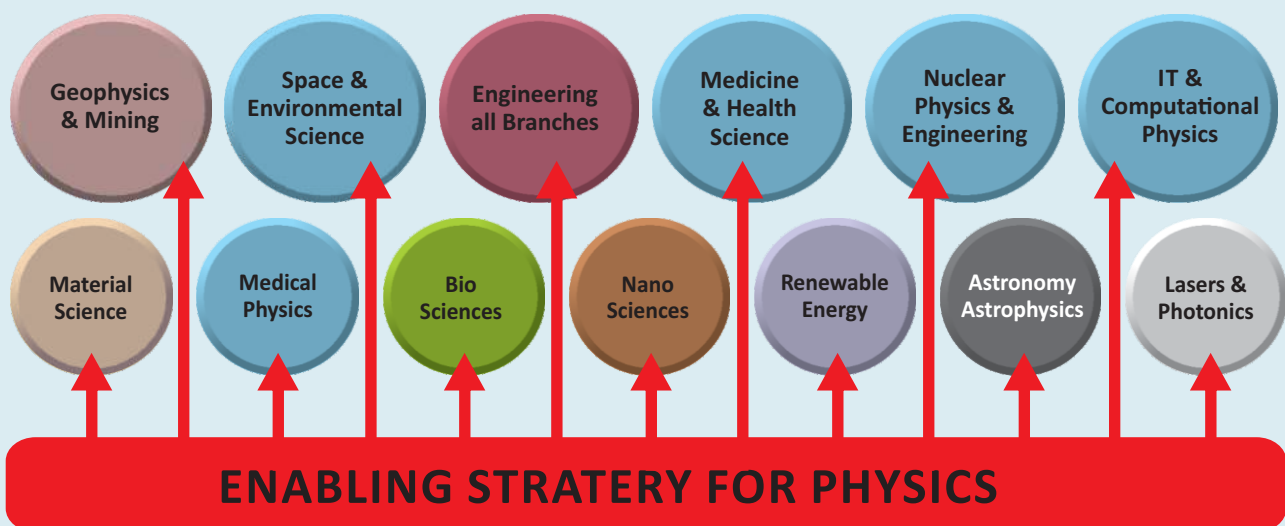 Geophysics
& Mining
Space &
Environmental
Science
Engineering
all Branches
Medicine
& Health
Science
Nuclear
Physics &
Engineering
IT &
Computational
Physics
Material
Science
Medical
Physics
Bio
Sciences
Nano
Sciences
Renewable
Energy
Astronomy
Astrophysics
Lasers &
Photonics
ENABLING STRATERY FOR PHYSICS